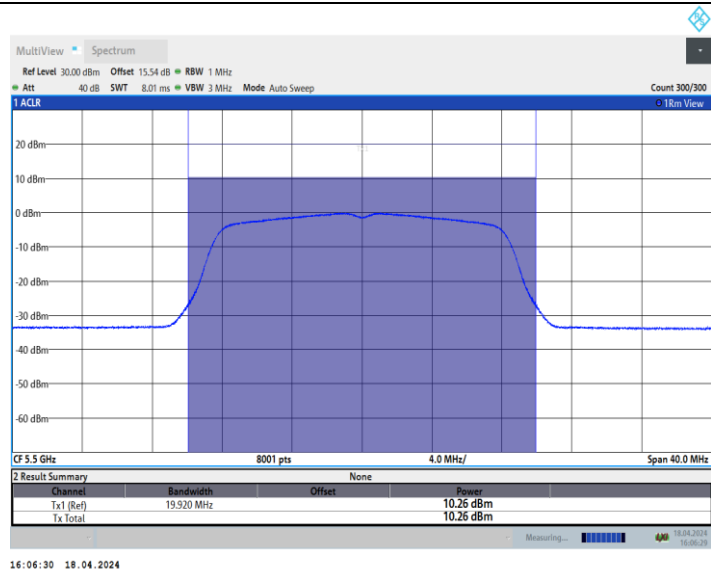 MultiView Spectrum
Ref Level 30.00 dBm Offset 15.54 dB RBW 1 MHz
Att 40 dB SWT 8.01 ms VBW 3 MHz Mode Auto Sweep Count 300/300
1 ACLR 1Rm View
20 dBm
10 dBm
0 dBm
-10 dBm
-20 dBm
-30 dBm
-40 dBm
-50 dBm
-60 dBm
CF 5.5 GHz 8001 pts 4.0 MHz/ Span 40.0 MHz
2 Result Summary None
Channel Bandwidth Offset Power
Tx1 (Ref) 19.920 MHz 10.26 dBm
Tx Total 10.26 dBm
Measuring... 18.04.2024
16:06:29
16:06:30 18.04.2024